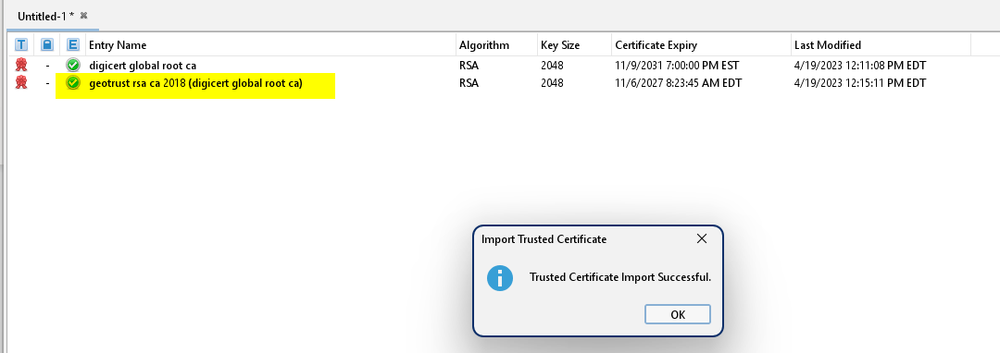 Untitled-1 *
T E Entry Name Algorithm Key Size Certificate Expiry Last Modified
- digicert global root ca RSA 2048 11/9/2031 7:00:00 PM EST 4/19/2023 12:11:08 PM EDT
- geotrust rsa ca 2018 (digicert global root ca) RSA 2048 11/6/2027 8:23:45 AM EDT 4/19/2023 12:15:11 PM EDT
Import Trusted Certificate
Trusted Certificate Import Successful.
OK